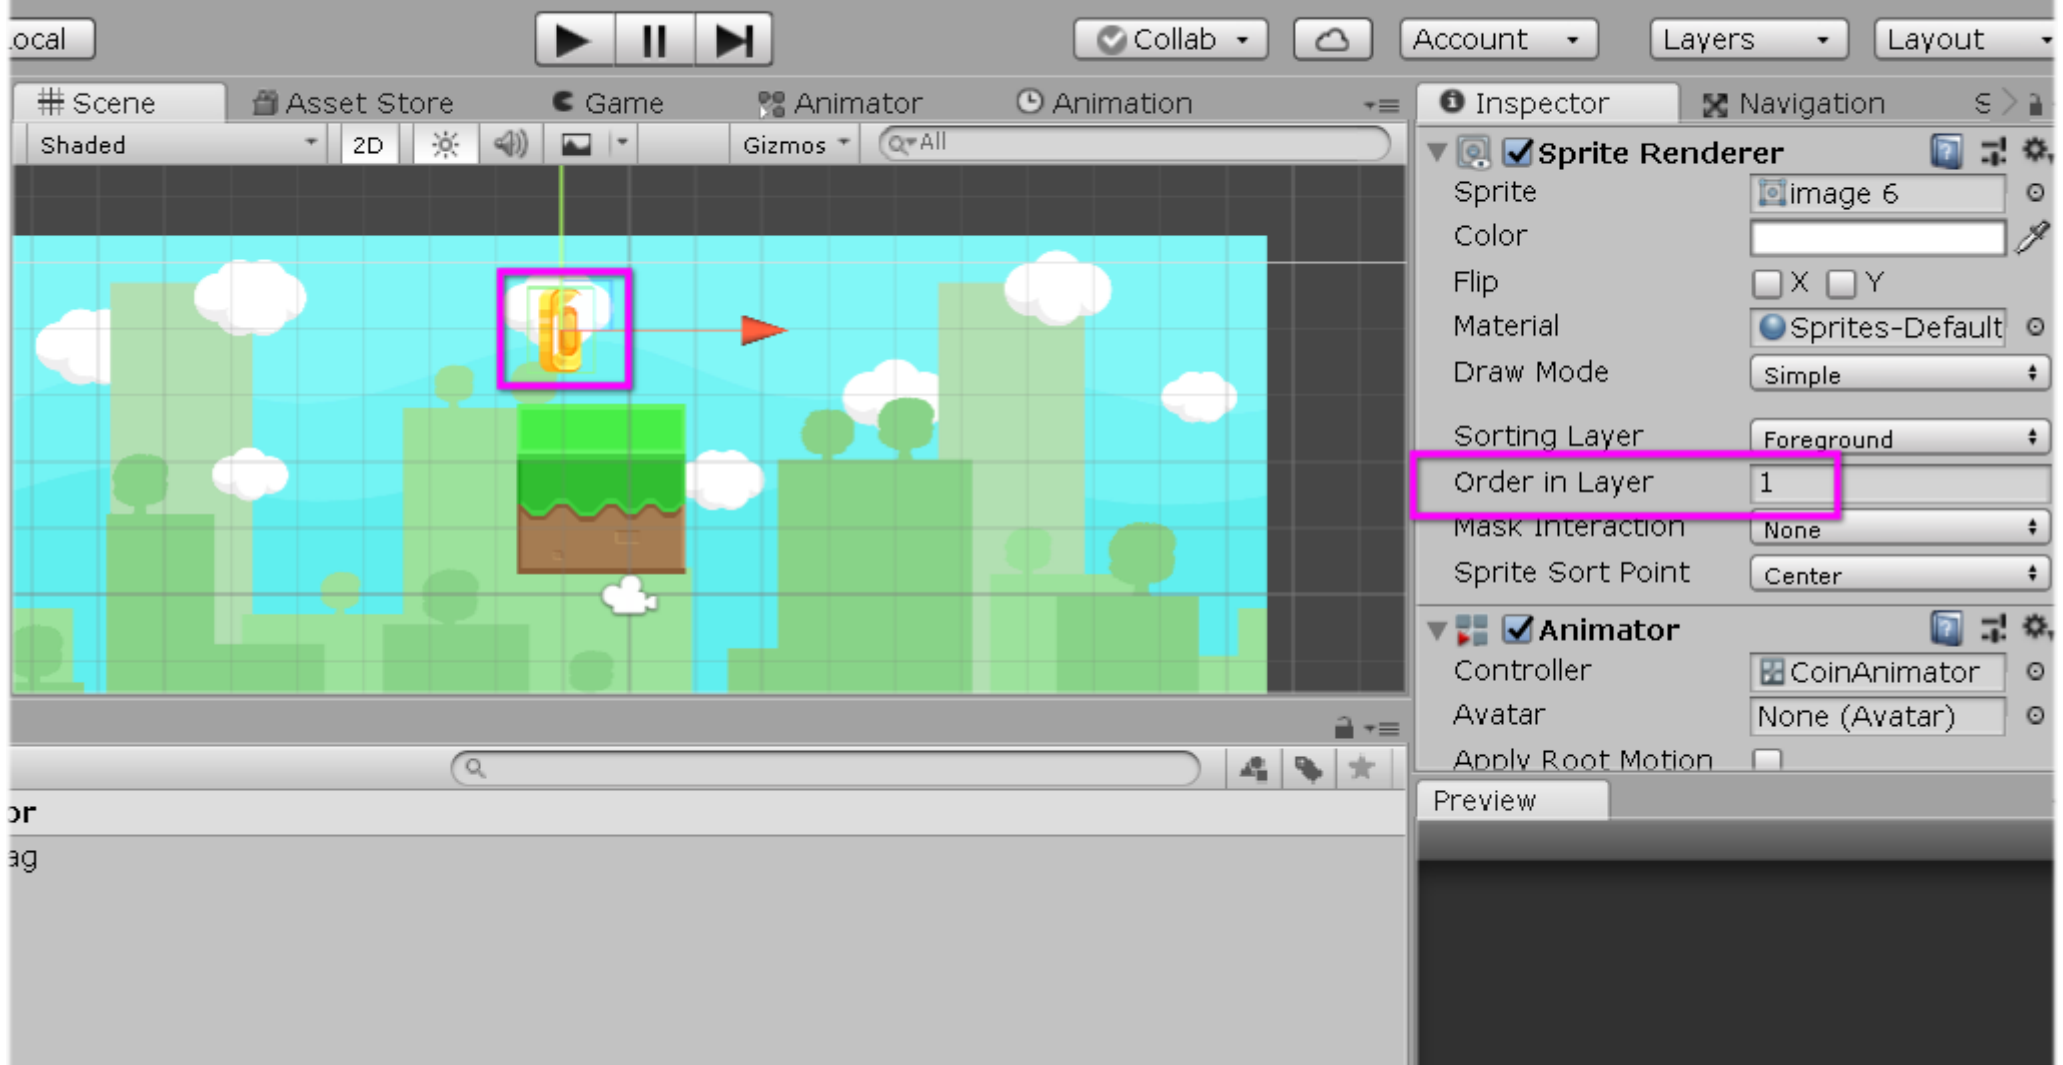 ocal
Collab
Account
Layers
Layout
Scene
Asset Store
Game
Animator
Animation
Inspector
Navigation
S
Shaded
2D
Gizmos
All
Sprite Renderer
Sprite
image 6
Color
Flip
X
Y
Material
Sprites-Default
Draw Mode
Simple
Sorting Layer
Foreground
Order in Layer
1
Mask Interaction
None
Sprite Sort Point
Center
Animator
Controller
CoinAnimator
Avatar
None (Avatar)
Apply Root Motion
Preview
or
ag